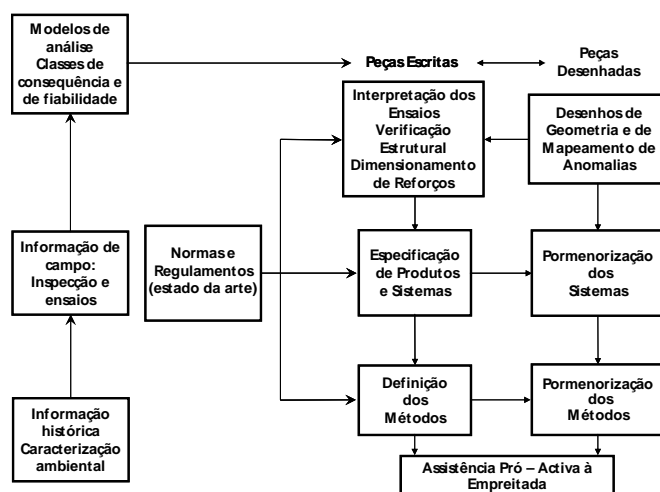 Modelos de
análise
Classes de
consequência e
de fiabilidade
Peças Escritas
Peças
Desenhadas
Interpretação dos
Ensaios
Verificação
Estrutural
Dimensionamento
de Reforços
Desenhos de
Geometria e de
Mapeamento de
Anomalias
Informação de
campo:
Inspecção e
ensaios
Normas e
Regulamentos
(estado da arte)
Especificação
de Produtos
e Sistemas
Pormenorização
dos
Sistemas
Informação
histórica
Caracterização
ambiental
Definição
dos
Métodos
Pormenorização
dos
Métodos
Assistência Pró – Activa à
Empreitada